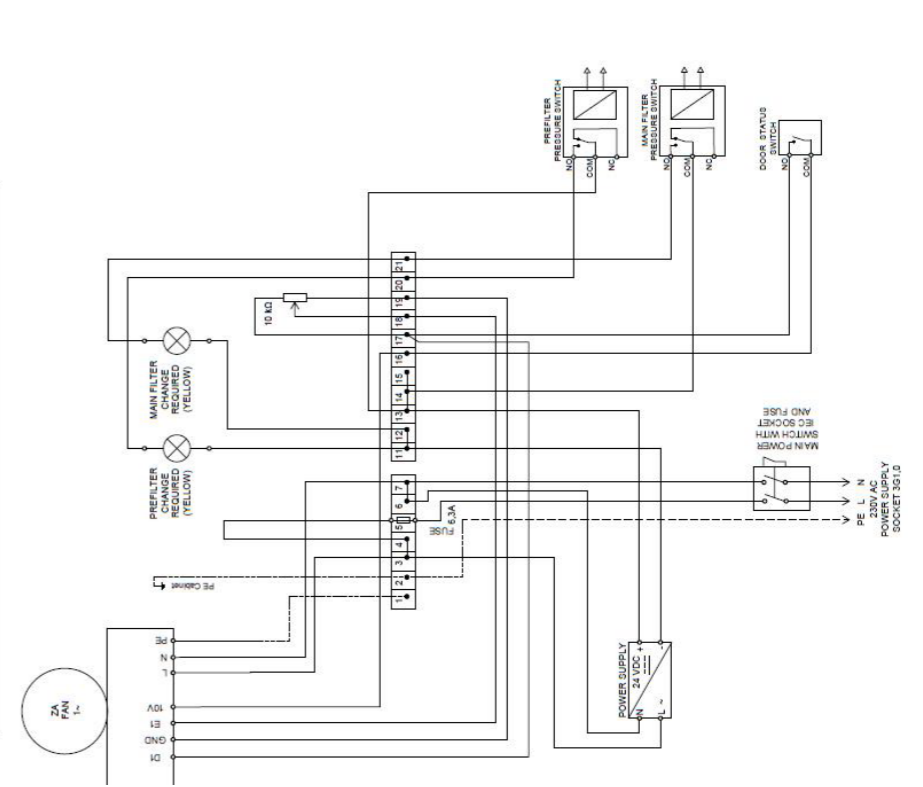 PREFILTER
PRESSURE SWITCH
NO
COM
NC
MAIN FILTER
PRESSURE SWITCH
NO
COM
NC
DOOR STATUS
SWITCH
NO
COM
21
20
19
18
17
16
15
14
13
12
11
10 kΩ
MAIN FILTER
CHANGE
REQUIRED
(YELLOW)
PREFILTER
CHANGE
REQUIRED
(YELLOW)
7
6
5
4
3
2
1
FUSE
6,3A
MAIN POWER
SWITCH WITH
IEC SOCKET
AND FUSE
N
L
PE
230V AC
POWER SUPPLY
SOCKET 3G1,0
PE Cabinet
ZA
FAN
1~
PE
N
L
10V
E1
GND
D1
POWER SUPPLY
24 VDC
+
-
N
L
~